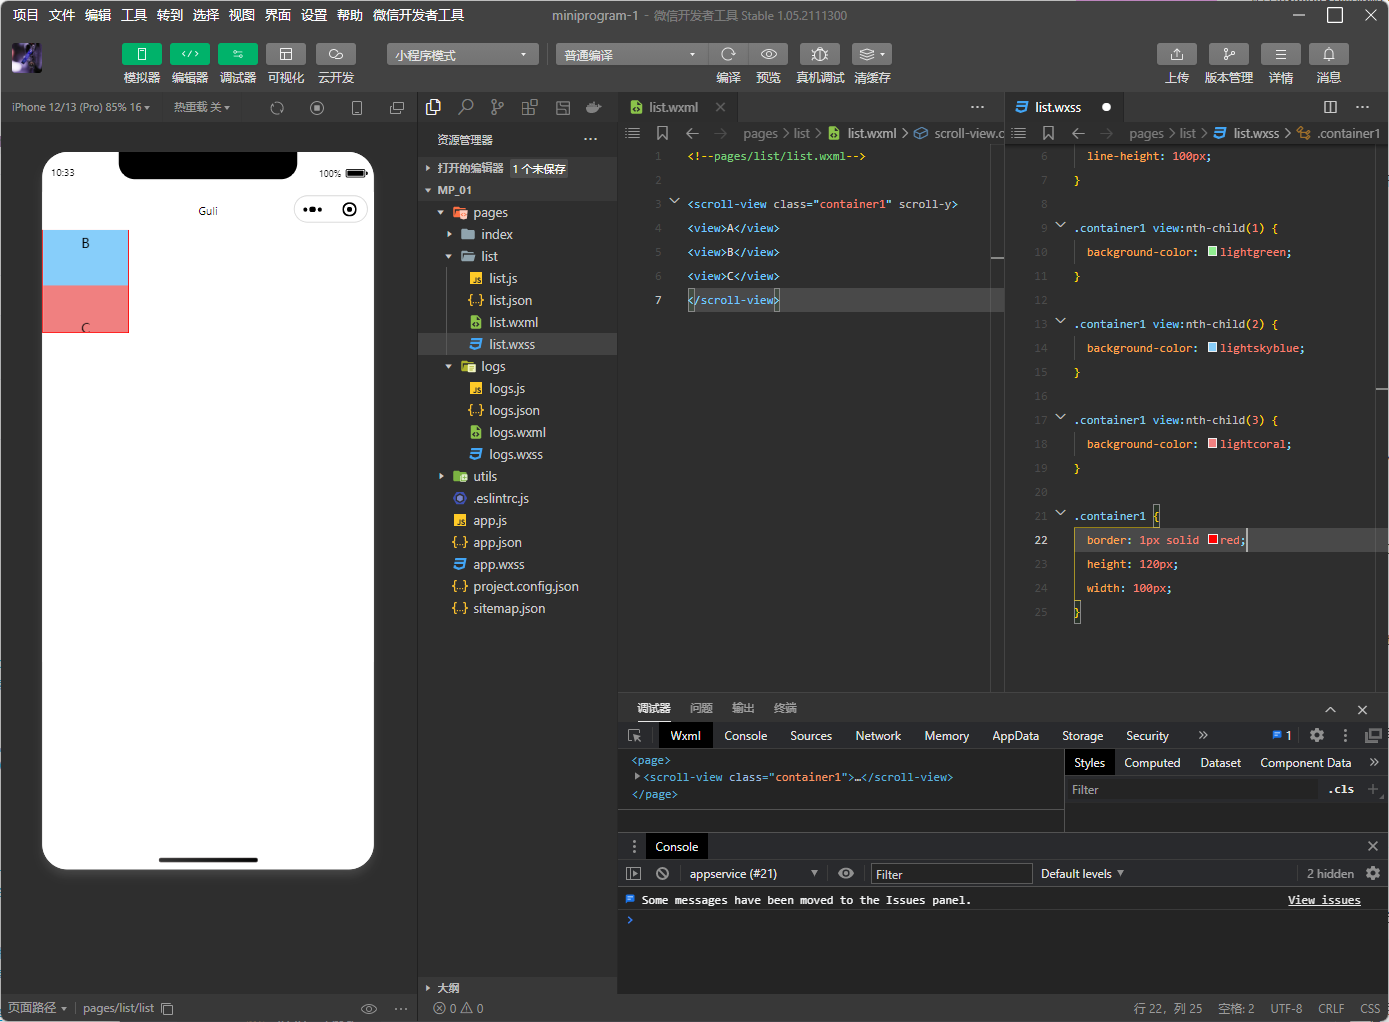 项目 文件 编辑 工具 转到 选择 视图 界面 设置 帮助 微信开发者工具
miniprogram-1 - 微信开发者工具 Stable 1.05.2111300
小程序模式
普通编译
模拟器 编辑器 调试器 可视化 云开发
编译 预览 真机调试 清缓存
上传 版本管理 详情 消息
iPhone 12/13 (Pro) 85% 16
热重载 关
10:33
100%
Guli
B
C
页面路径
pages/list/list
资源管理器
打开的编辑器 1 个未保存
MP_01
pages
index
list
list.js
list.json
list.wxml
list.wxss
logs
logs.js
logs.json
logs.wxml
logs.wxss
utils
.eslintrc.js
app.js
app.json
app.wxss
project.config.json
sitemap.json
大纲
0 0
list.wxml
pages > list > list.wxml > scroll-view.c
1 <!--pages/list/list.wxml-->
2
3 <scroll-view class="container1" scroll-y>
4 <view>A</view>
5 <view>B</view>
6 <view>C</view>
7 </scroll-view>
list.wxss
pages > list > list.wxss > .container1
6 line-height: 100px;
7 }
8
9 .container1 view:nth-child(1) {
10 background-color: lightgreen;
11 }
12
13 .container1 view:nth-child(2) {
14 background-color: lightskyblue;
15 }
16
17 .container1 view:nth-child(3) {
18 background-color: lightcoral;
19 }
20
21 .container1 {
22 border: 1px solid red;
23 height: 120px;
24 width: 100px;
25 }
调试器 问题 输出 终端
Wxml Console Sources Network Memory AppData Storage Security » 1
<page>
<scroll-view class="container1">…</scroll-view>
</page>
Styles Computed Dataset Component Data »
Filter .cls +
Console
appservice (#21)
Filter
Default levels
2 hidden
Some messages have been moved to the Issues panel.
View issues
>
行 22，列 25 空格: 2 UTF-8 CRLF CSS